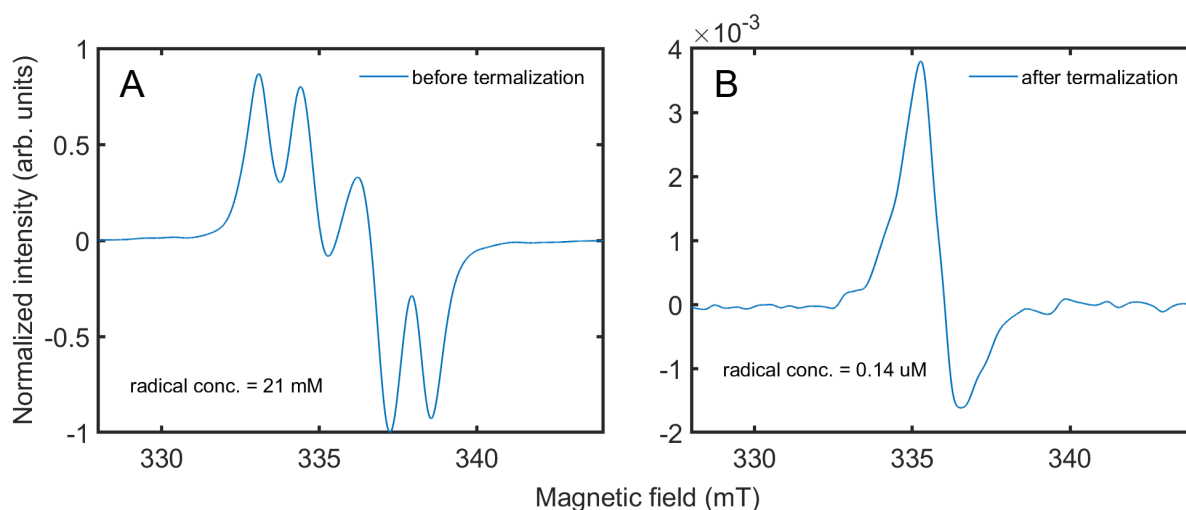 A
before termalization
1
0.5
0
-0.5
-1
radical conc. = 21 mM
330
335
340
Normalized intensity (arb. units)
×10⁻³
B
after termalization
4
3
2
1
0
-1
-2
radical conc. = 0.14 uM
330
335
340
Magnetic field (mT)